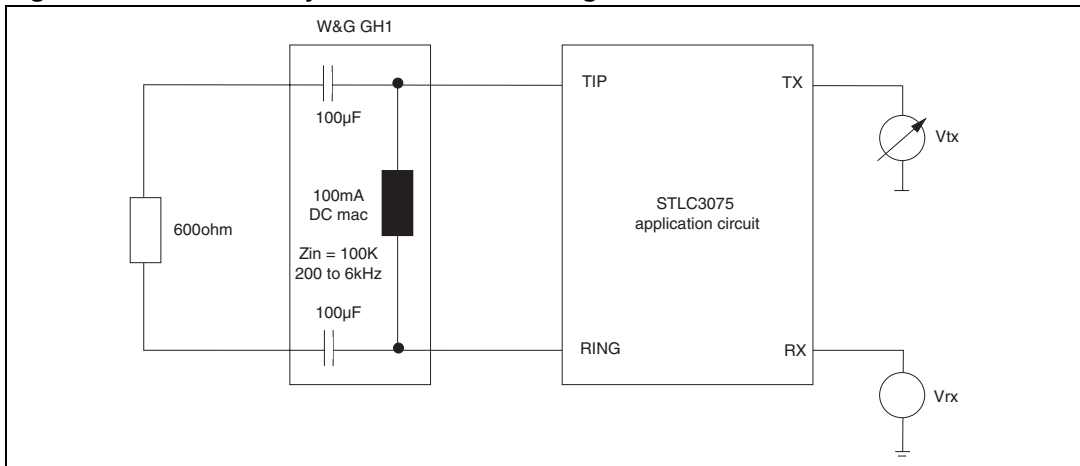 W&G GH1
TIP
TX
100µF
Vtx
100mA
DC mac
STLC3075
application circuit
600ohm
Zin = 100K
200 to 6kHz
100µF
RING
RX
Vrx